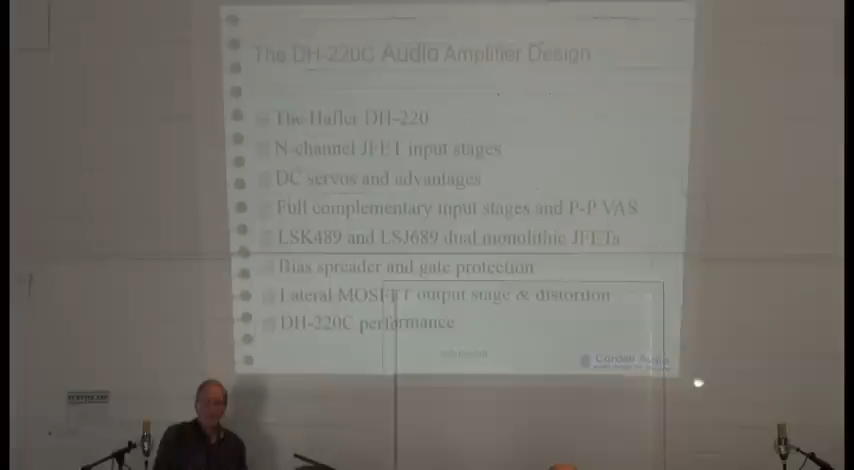 The DH-220C Audio Amplifier Design
The Hafler DH-220
N-channel JFET input stages
DC servos and advantages
Full complementary input stages and P-P VAS
LSK489 and LSJ689 dual monolithic JFETs
Bias spreader and gate protection
Lateral MOSFET output stage & distortion
DH-220C performance
Cordell Audio